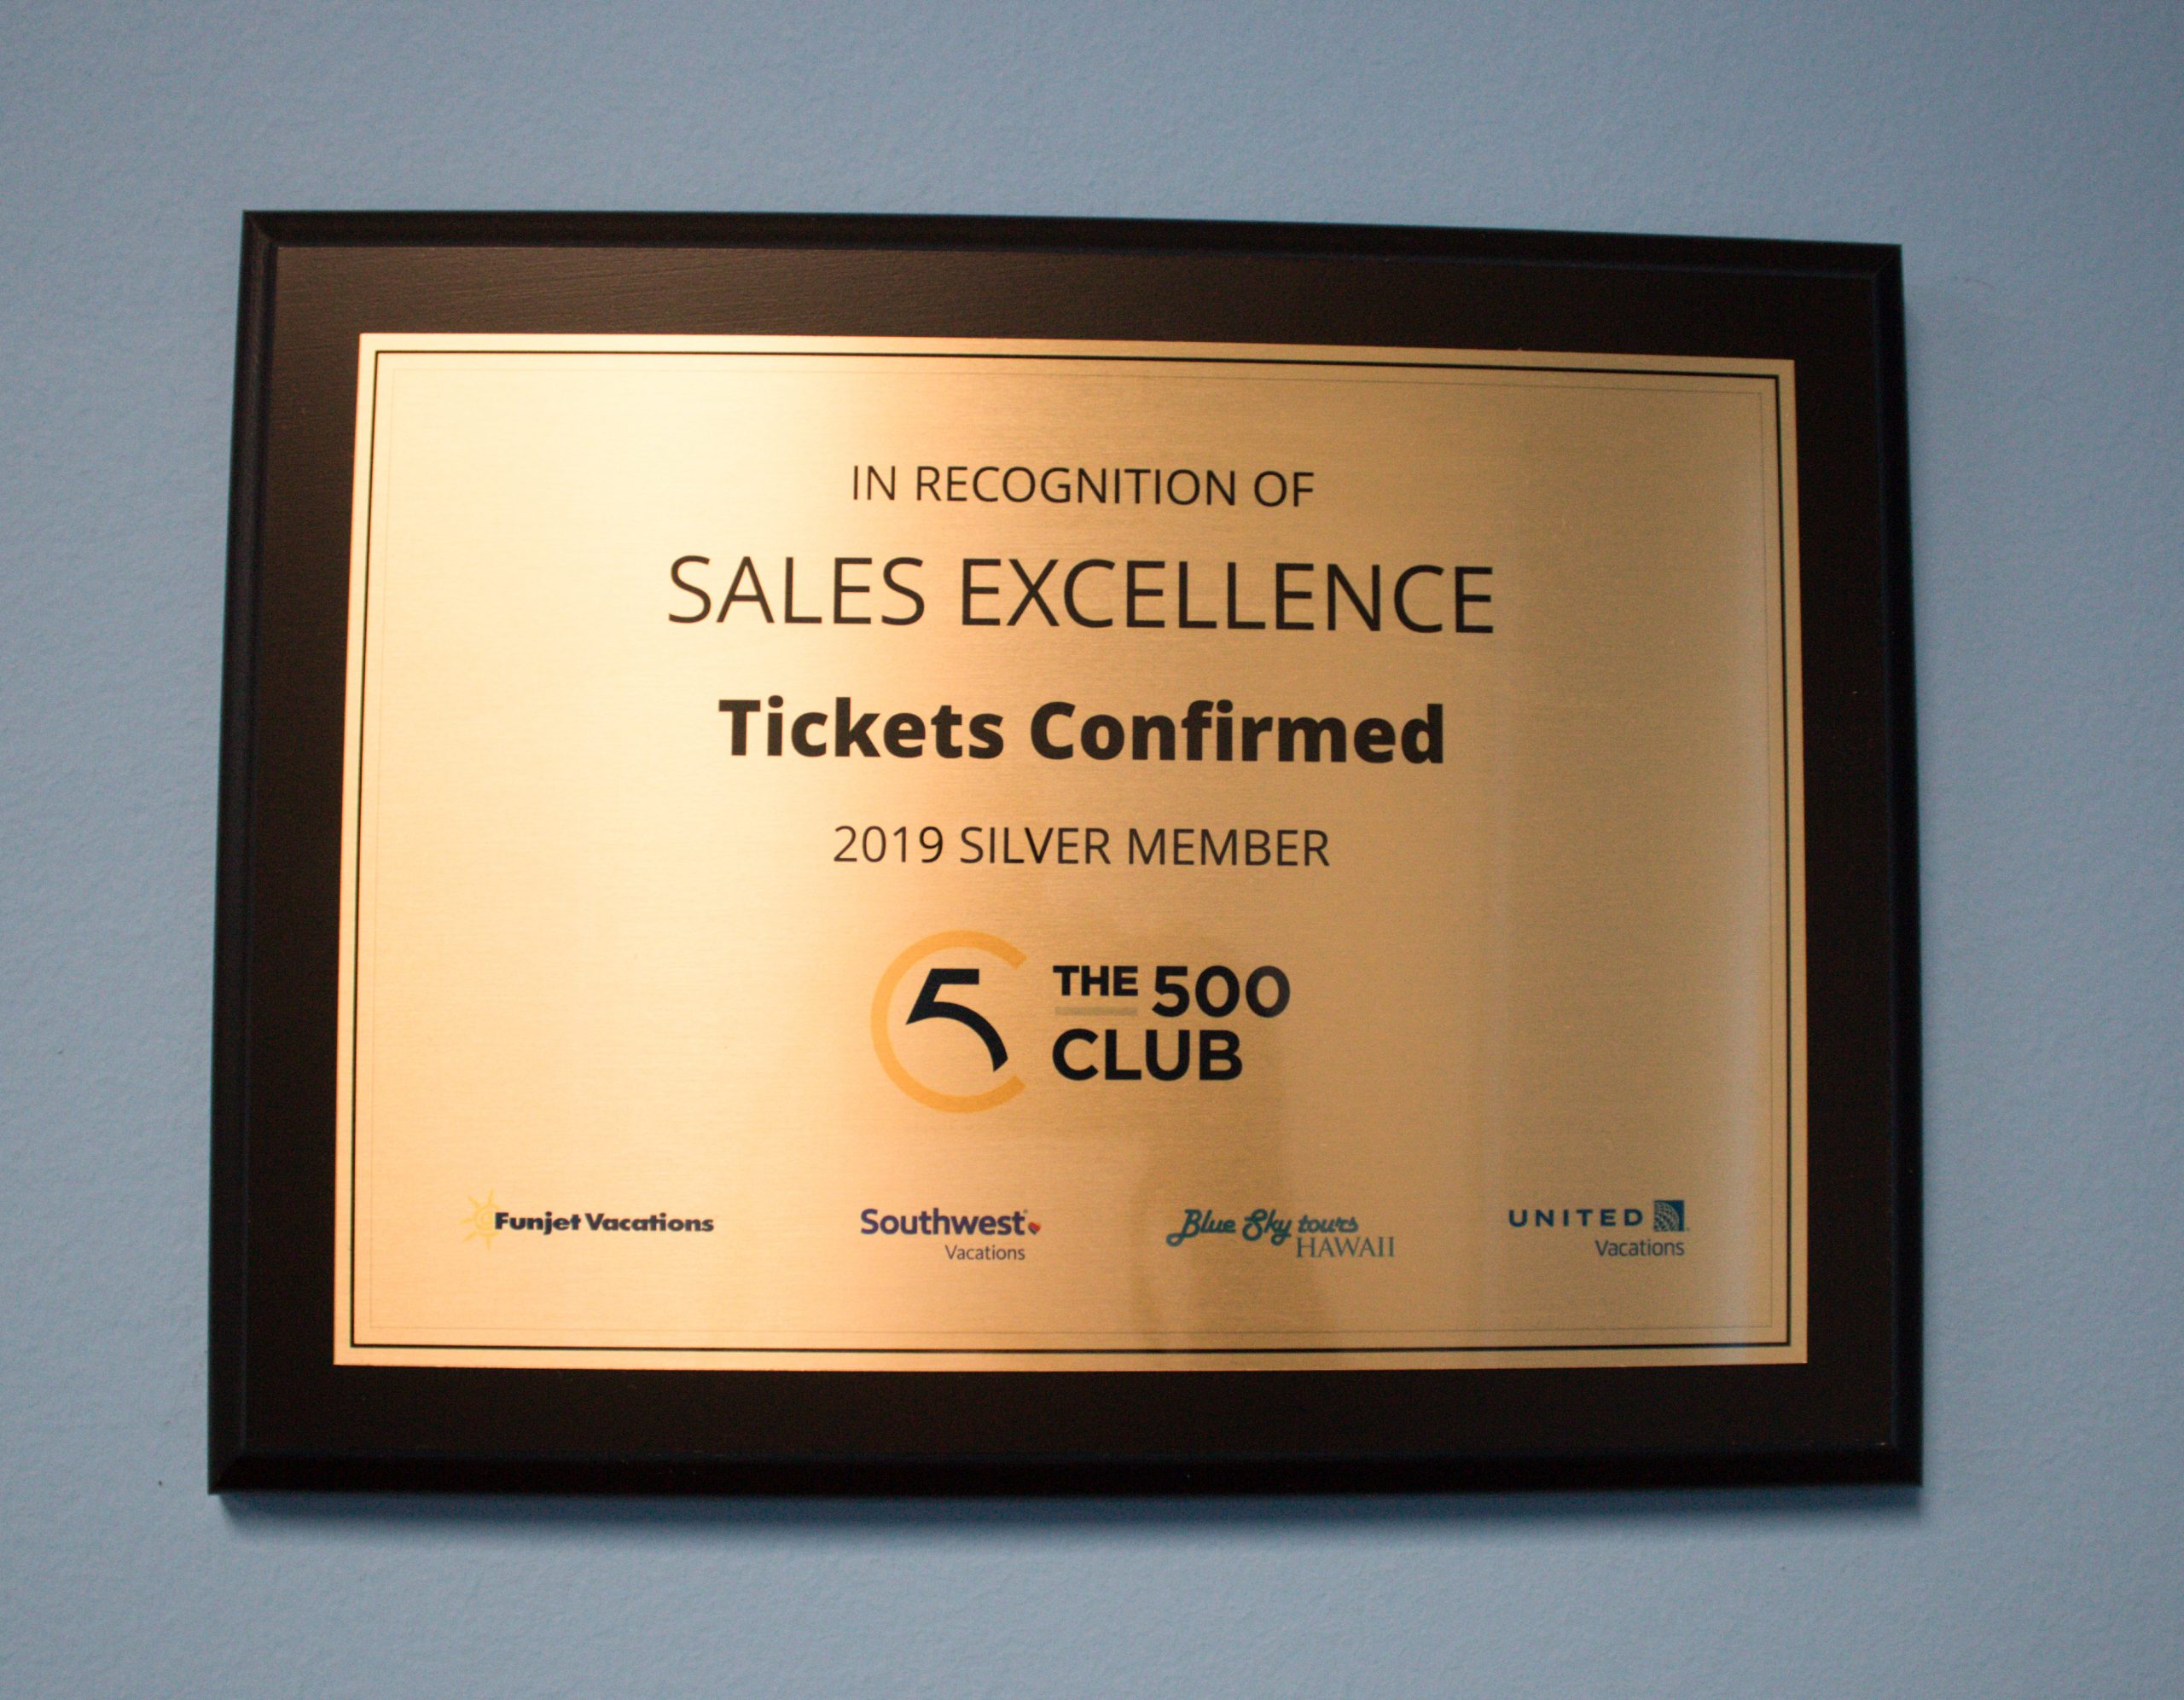 IN RECOGNITION OF
SALES EXCELLENCE
Tickets Confirmed
2019 SILVER MEMBER
5 THE 500
CLUB
Funjet Vacations
Southwest
Vacations
Blue Sky tours
HAWAII
UNITED
Vacations